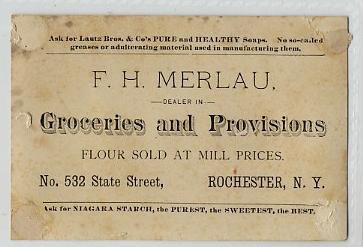 Ask for Lautz Bros. & Co's PURE and HEALTHY Soaps. No so-called
greases or adulterating material used in manufacturing them.
F. H. MERLAU,
—DEALER IN—
Groceries and Provisions
FLOUR SOLD AT MILL PRICES.
No. 532 State Street, ROCHESTER, N. Y.
Ask for NIAGARA STARCH, the PUREST, the SWEETEST, the BEST.